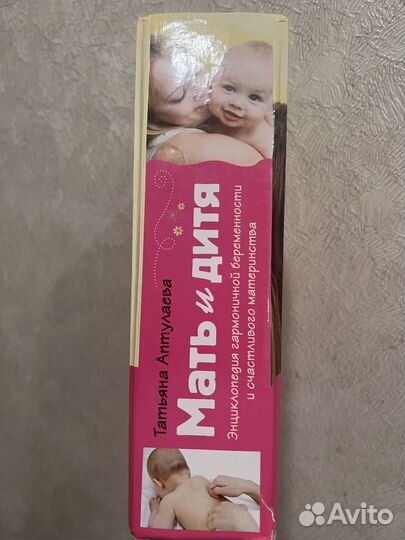 Татьяна Аптулаева
Мать и дитя
Энциклопедия гармоничной беременности
и счастливого материнства
Avito